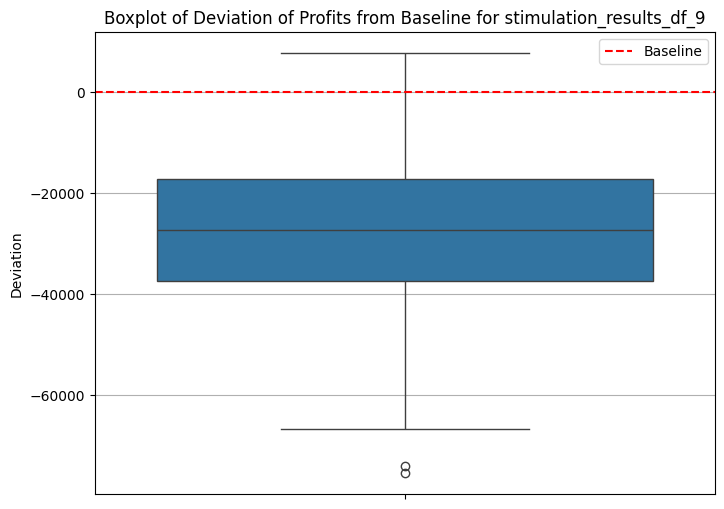 Boxplot of Deviation of Profits from Baseline for stimulation_results_df_9
Baseline
0
−20000
−40000
−60000
Deviation